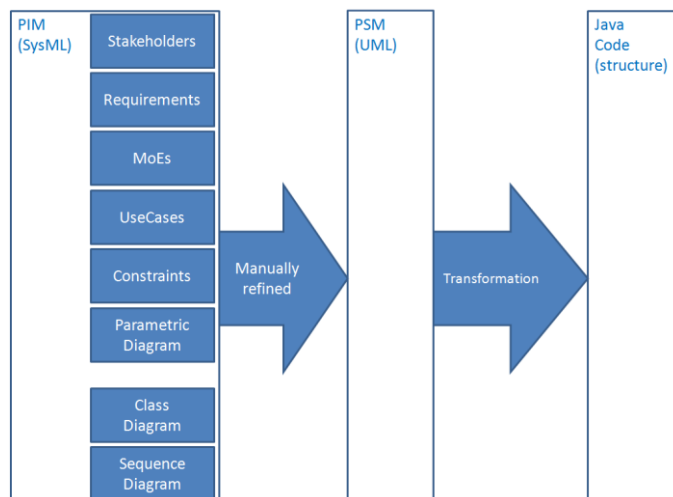 PIM
(SysML)
Stakeholders
Requirements
MoEs
UseCases
Constraints
Parametric
Diagram
Class
Diagram
Sequence
Diagram
Manually
refined
PSM
(UML)
Transformation
Java
Code
(structure)